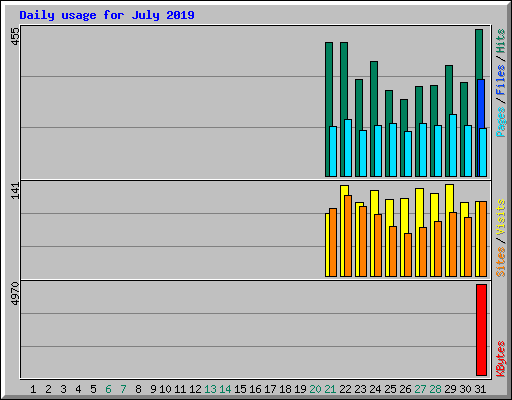 Daily usage for July 2019
455
Pages / Files / Hits
141
Sites / Visits
4970
KBytes
1 2 3 4 5 6 7 8 9 10 11 12 13 14 15 16 17 18 19 20 21 22 23 24 25 26 27 28 29 30 31